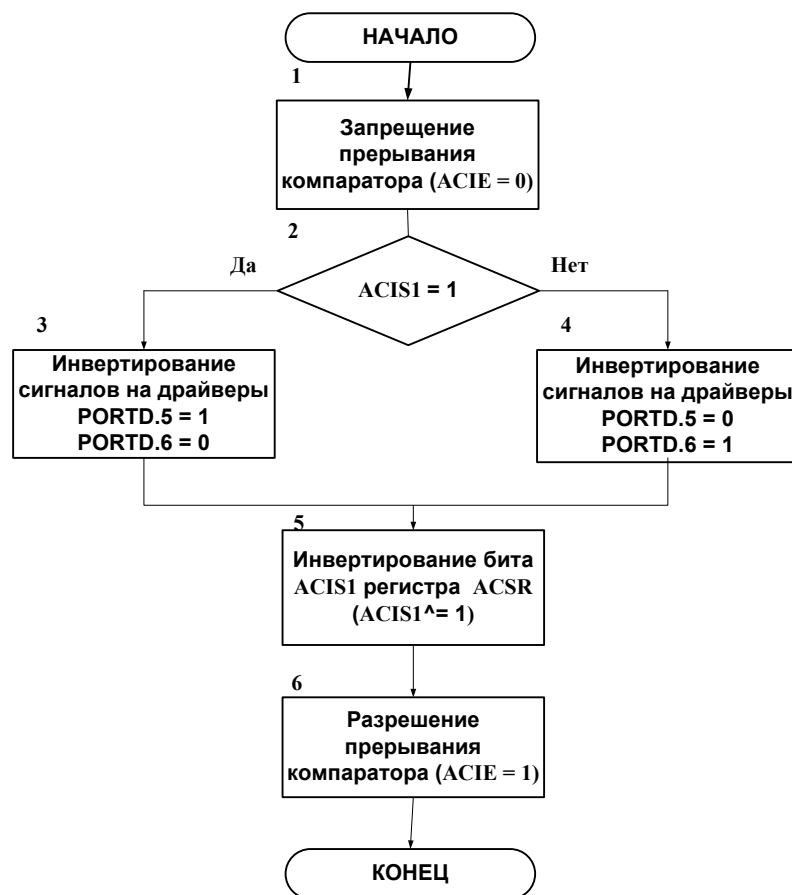 НАЧАЛО
1
Запрещение
прерывания
компаратора (ACIE = 0)
2
Да
Нет
ACIS1 = 1
3
Инвертирование
сигналов на драйверы
PORTD.5 = 1
PORTD.6 = 0
4
Инвертирование
сигналов на драйверы
PORTD.5 = 0
PORTD.6 = 1
5
Инвертирование бита
ACIS1 регистра ACSR
(ACIS1^= 1)
6
Разрешение
прерывания
компаратора (ACIE = 1)
КОНЕЦ